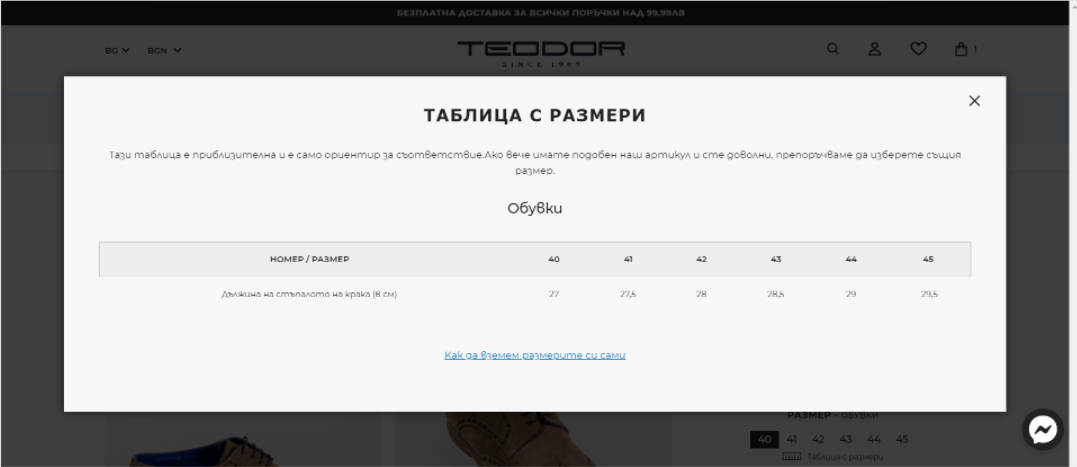 БЕЗПЛАТНА ДОСТАВКА ЗА ВСИЧКИ ПОРЪЧКИ НАД 99.99ЛВ
BG BGN TEODOR 1
SINCE 1969
ТАБЛИЦА С РАЗМЕРИ
Тази таблица е приблизителна и е само ориентир за съответствие.Ако вече имате подобен наш артикул и сте доволни, препоръчваме да изберете същия
размер.
Обувки
НОМЕР / РАЗМЕР 40 41 42 43 44 45
Дължина на стъпалото на крака (в см) 27 27,5 28 28,5 29 29,5
Как да вземем размерите си сами
РАЗМЕР - ОБУВКИ
40 41 42 43 44 45
Таблица с размери